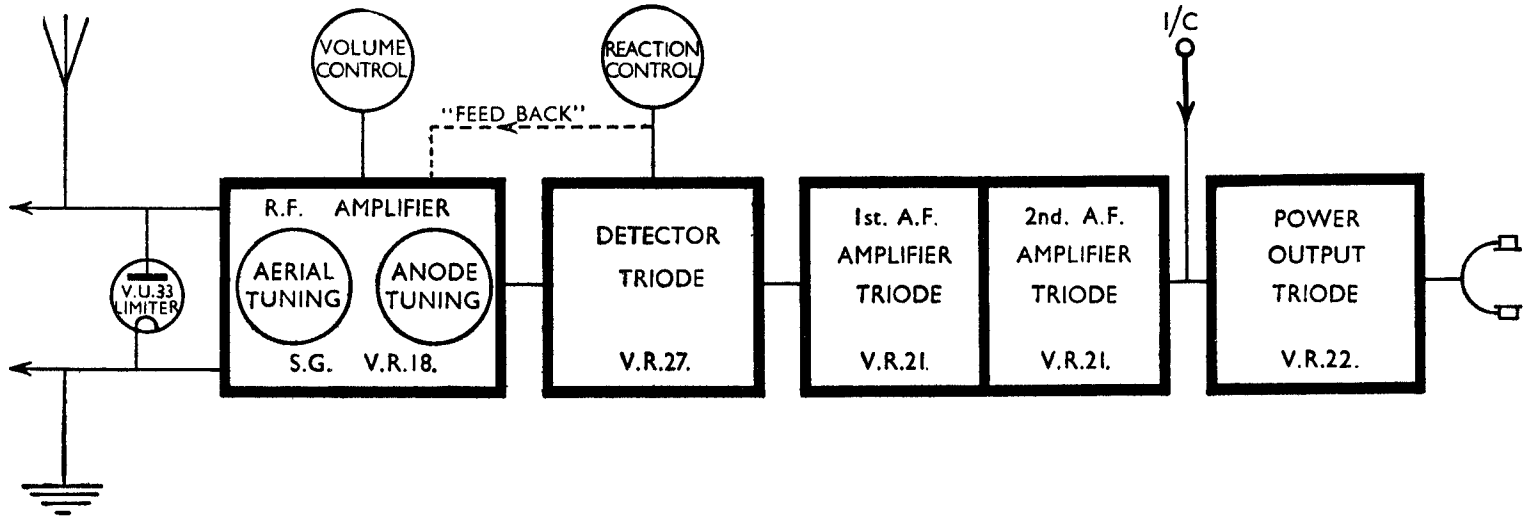 VOLUME
CONTROL
REACTION
CONTROL
I/C
"FEED BACK"
R.F. AMPLIFIER
AERIAL
TUNING
ANODE
TUNING
S.G. V.R.18.
V.U.33
LIMITER
DETECTOR
TRIODE
V.R.27.
1st. A.F.
AMPLIFIER
TRIODE
V.R.21.
2nd. A.F.
AMPLIFIER
TRIODE
V.R.21.
POWER
OUTPUT
TRIODE
V.R.22.